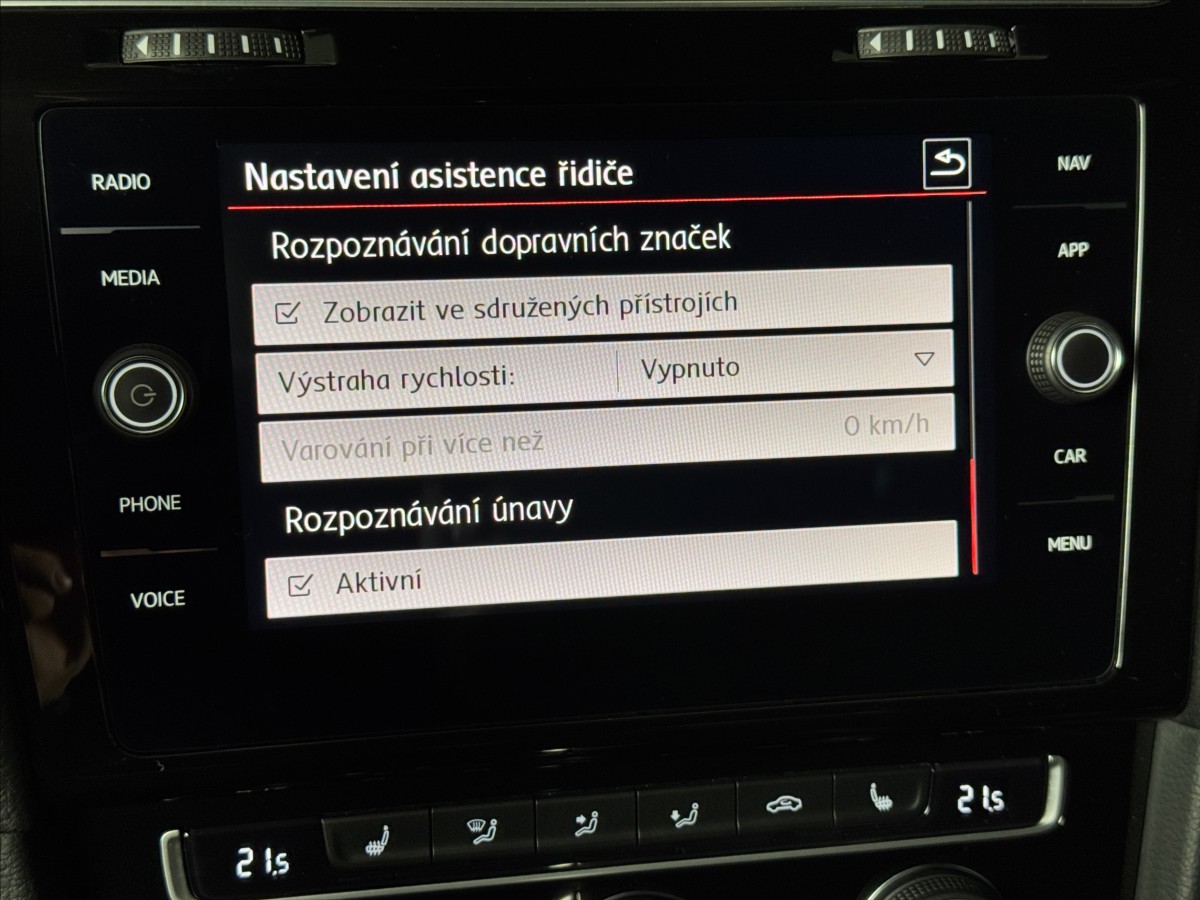 RADIO
MEDIA
PHONE
VOICE
Nastavení asistence řidiče
Rozpoznávání dopravních značek
Zobrazit ve sdružených přístrojích
Výstraha rychlosti: Vypnuto
Varování při více než 0 km/h
Rozpoznávání únavy
Aktivní
NAV
APP
CAR
MENU
21.5
21.5